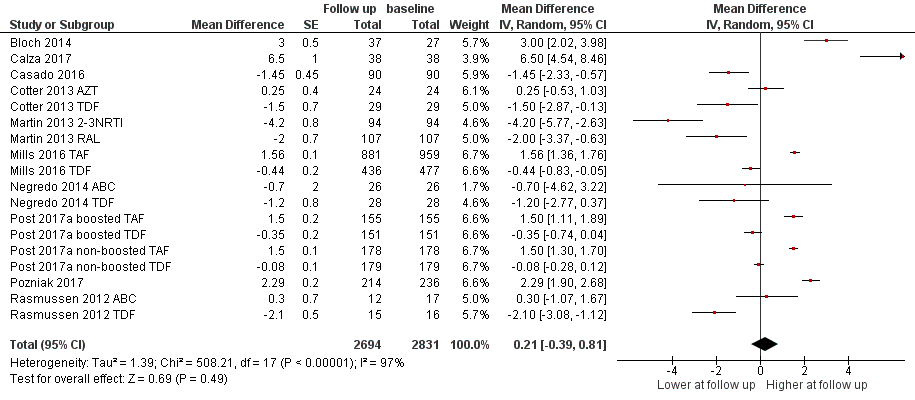 Follow up baseline Mean Difference Mean Difference
Study or Subgroup Mean Difference SE Total Total Weight IV, Random, 95% CI IV, Random, 95% CI
Bloch 2014 3 0.5 37 27 5.7% 3.00 [2.02, 3.98]
Calza 2017 6.5 1 38 38 3.9% 6.50 [4.54, 8.46]
Casado 2016 -1.45 0.45 90 90 5.9% -1.45 [-2.33, -0.57]
Cotter 2013 AZT 0.25 0.4 24 24 6.1% 0.25 [-0.53, 1.03]
Cotter 2013 TDF -1.5 0.7 29 29 4.9% -1.50 [-2.87, -0.13]
Martin 2013 2-3NRTI -4.2 0.8 94 94 4.6% -4.20 [-5.77, -2.63]
Martin 2013 RAL -2 0.7 107 107 4.9% -2.00 [-3.37, -0.63]
Mills 2016 TAF 1.56 0.1 881 959 6.7% 1.56 [1.36, 1.76]
Mills 2016 TDF -0.44 0.2 436 477 6.6% -0.44 [-0.83, -0.05]
Negredo 2014 ABC -0.7 2 26 26 1.7% -0.70 [-4.62, 3.22]
Negredo 2014 TDF -1.2 0.8 28 28 4.6% -1.20 [-2.77, 0.37]
Post 2017a boosted TAF 1.5 0.2 155 155 6.6% 1.50 [1.11, 1.89]
Post 2017a boosted TDF -0.35 0.2 151 151 6.6% -0.35 [-0.74, 0.04]
Post 2017a non-boosted TAF 1.5 0.1 178 178 6.7% 1.50 [1.30, 1.70]
Post 2017a non-boosted TDF -0.08 0.1 179 179 6.7% -0.08 [-0.28, 0.12]
Pozniak 2017 2.29 0.2 214 236 6.6% 2.29 [1.90, 2.68]
Rasmussen 2012 ABC 0.3 0.7 12 17 4.9% 0.30 [-1.07, 1.67]
Rasmussen 2012 TDF -2.1 0.5 15 16 5.7% -2.10 [-3.08, -1.12]
Total (95% CI) 2694 2831 100.0% 0.21 [-0.39, 0.81]
Heterogeneity: Tau² = 1.39; Chi² = 508.21, df = 17 (P < 0.00001); I² = 97%
Test for overall effect: Z = 0.69 (P = 0.49)
-4 -2 0 2 4
Lower at follow up Higher at follow up